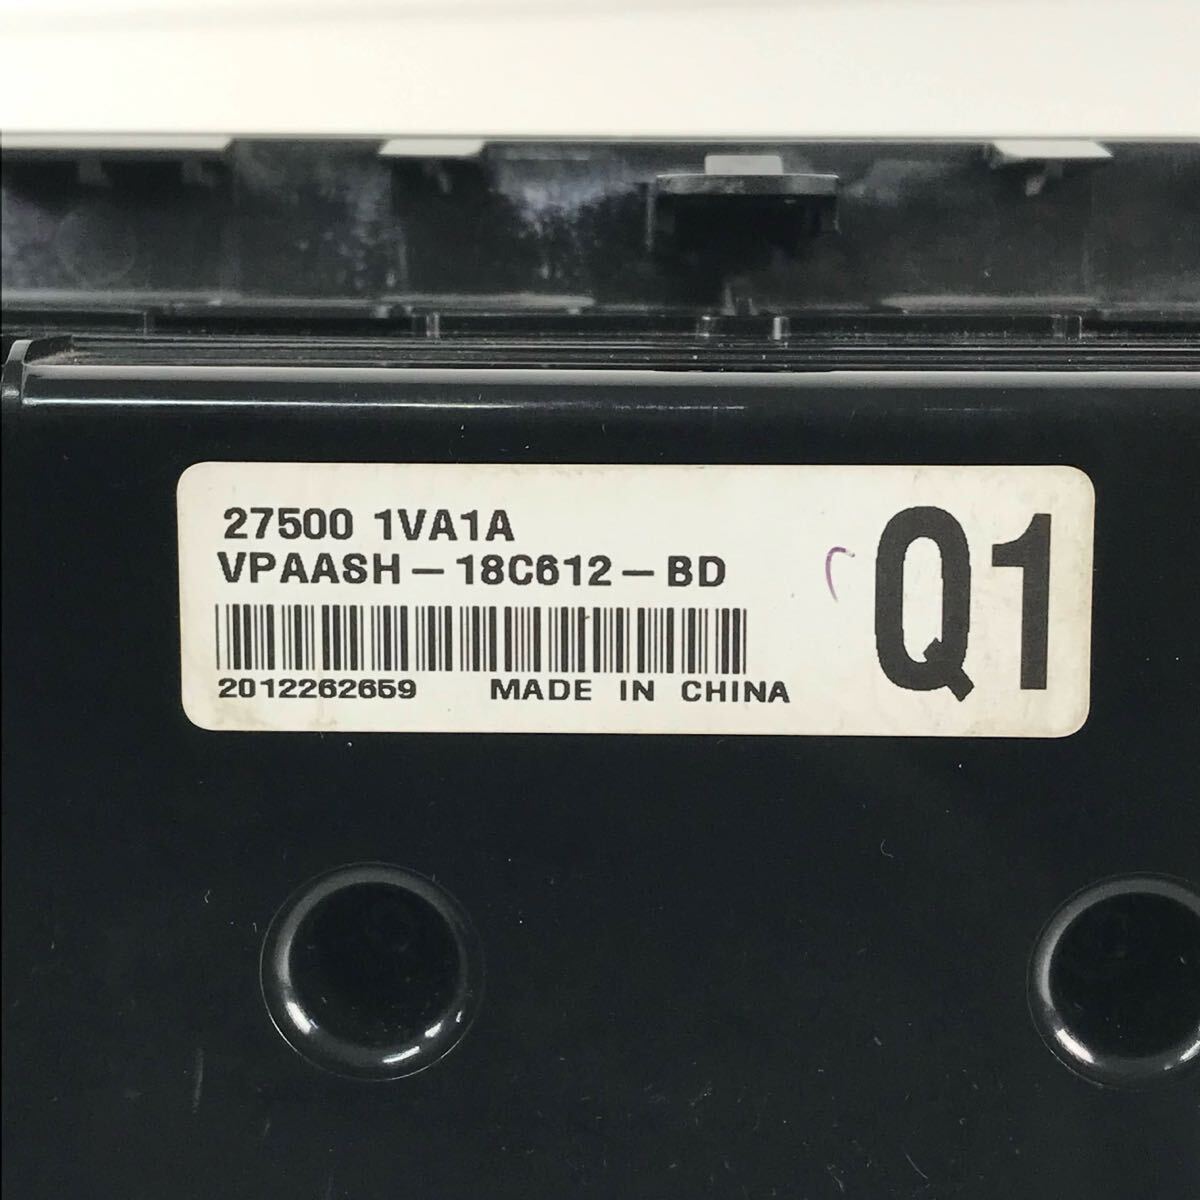 27500 1VA1A
VPAASH-18C612-BD
2012262659 MADE IN CHINA
Q1